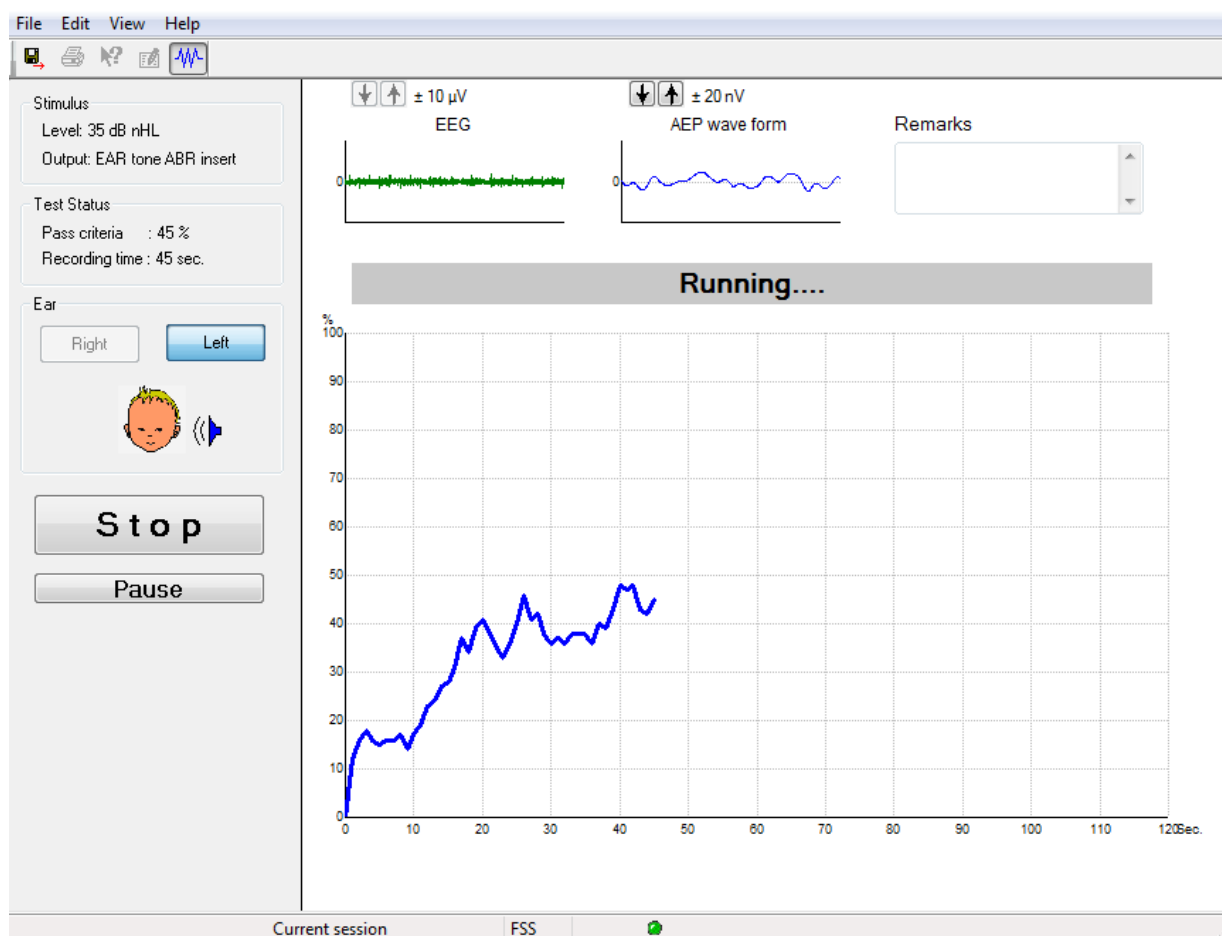 File Edit View Help
Stimulus
Level: 35 dB nHL
Output: EAR tone ABR insert
Test Status
Pass criteria : 45 %
Recording time : 45 sec.
Ear
Right Left
Stop
Pause
± 10 µV
EEG
0
± 20 nV
AEP wave form
0
Remarks
Running....
%
100
90
80
70
60
50
40
30
20
10
0
0 10 20 30 40 50 60 70 80 90 100 110 120 Sec.
Current session FSS